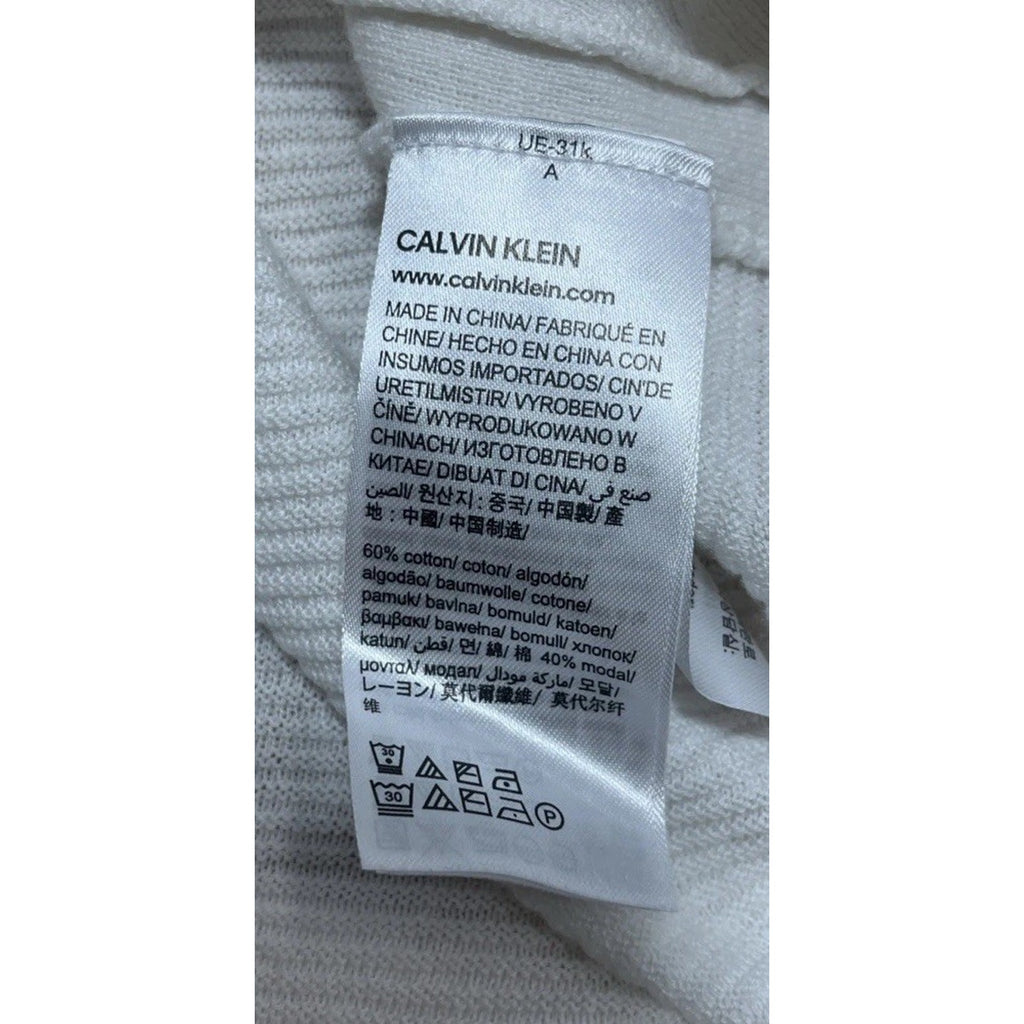 UE-31k
A
CALVIN KLEIN
www.calvinklein.com
MADE IN CHINA/ FABRIQUÉ EN
CHINE/ HECHO EN CHINA CON
INSUMOS IMPORTADOS/ CIN'DE
URETILMISTIR/ VYROBENO V
ČÍNĚ/ WYPRODUKOWANO W
CHINACH/ ИЗГОТОВЛЕНО В
КИТАЕ/ DIBUAT DI CINA/ صنع في
الصين/ 원산지 : 중국/ 中国製/ 產
地 : 中國/ 中国制造/
60% cotton/ coton/ algodón/
algodão/ baumwolle/ cotone/
pamuk/ bavlna/ bomuld/ katoen/
βαμβακι/ bawełna/ bomull/ хлопок/
katun/ قطن/ 면/ 綿/ 棉 40% modal/
μονταλ/ модал/ ماركة مودال/ 모달/
レーヨン/ 莫代爾纖維/ 莫代尔纤
维
30
30 P